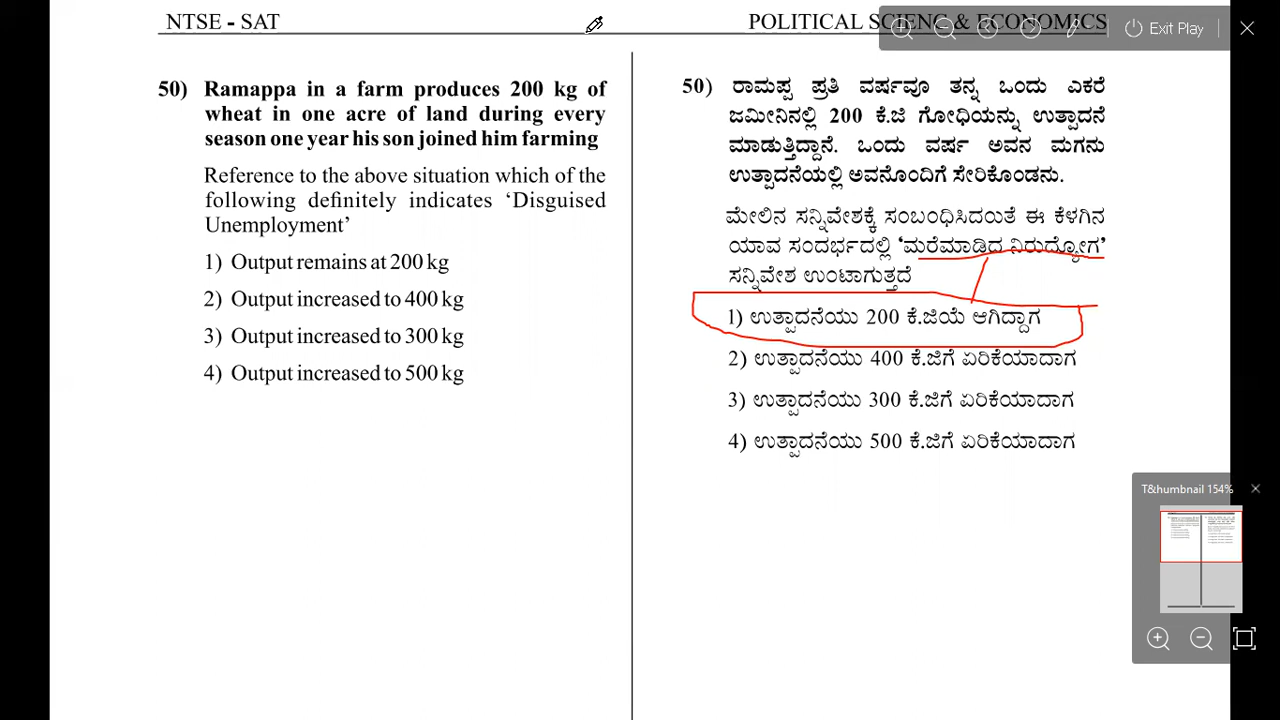 NTSE - SAT
POLITICAL SCIENC & ECONOMICS
Exit Play
50) Ramappa in a farm produces 200 kg of
wheat in one acre of land during every
season one year his son joined him farming
Reference to the above situation which of the
following definitely indicates ‘Disguised
Unemployment’
1) Output remains at 200 kg
2) Output increased to 400 kg
3) Output increased to 300 kg
4) Output increased to 500 kg
50) ರಾಮಪ್ಪ ಪ್ರತಿ ವರ್ಷವೂ ತನ್ನ ಒಂದು ಎಕರೆ
ಜಮೀನಿನಲ್ಲಿ 200 ಕೆ.ಜಿ ಗೋಧಿಯನ್ನು ಉತ್ಪಾದನೆ
ಮಾಡುತ್ತಿದ್ದಾನೆ. ಒಂದು ವರ್ಷ ಅವನ ಮಗನು
ಉತ್ಪಾದನೆಯಲ್ಲಿ ಅವನೊಂದಿಗೆ ಸೇರಿಕೊಂಡನು.
ಮೇಲಿನ ಸನ್ನಿವೇಶಕ್ಕೆ ಸಂಬಂಧಿಸಿದಯಿತೆ ಈ ಕೆಳಗಿನ
ಯಾವ ಸಂದರ್ಭದಲ್ಲಿ ‘ಮರೆಮಾಡಿದ ನಿರುದ್ಯೋಗ’
ಸನ್ನಿವೇಶ ಉಂಟಾಗುತ್ತದೆ
1) ಉತ್ಪಾದನೆಯು 200 ಕೆ.ಜಿಯೆ ಆಗಿದ್ದಾಗ
2) ಉತ್ಪಾದನೆಯು 400 ಕೆ.ಜಿಗೆ ಏರಿಕೆಯಾದಾಗ
3) ಉತ್ಪಾದನೆಯು 300 ಕೆ.ಜಿಗೆ ಏರಿಕೆಯಾದಾಗ
4) ಉತ್ಪಾದನೆಯು 500 ಕೆ.ಜಿಗೆ ಏರಿಕೆಯಾದಾಗ
T&humbnail 154%